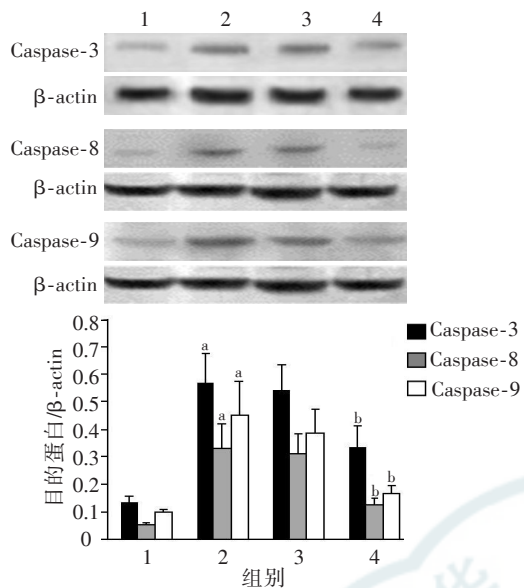 1 2 3 4
Caspase-3
β-actin
Caspase-8
β-actin
Caspase-9
β-actin
目的蛋白/β-actin
0.8
0.7
0.6
0.5
0.4
0.3
0.2
0.1
0
a
a
a
b
b
b
Caspase-3
Caspase-8
Caspase-9
1 2 3 4
组别